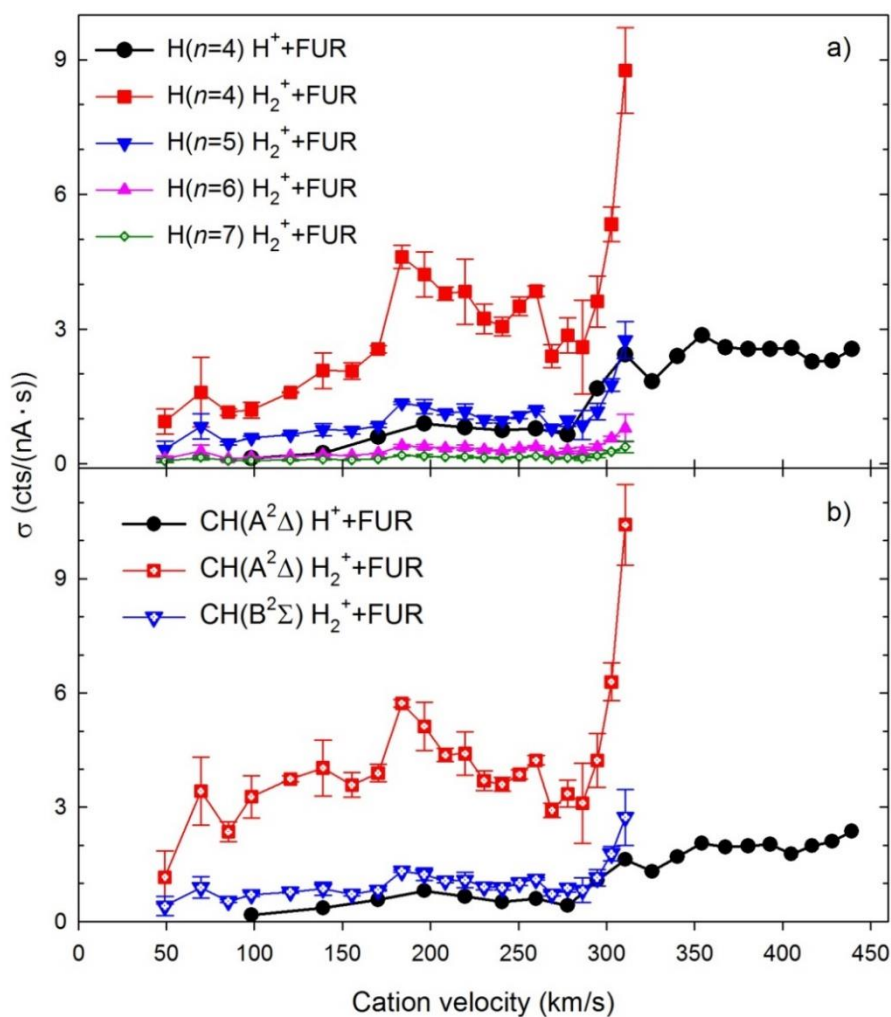 a)
H(n=4) H⁺+FUR
H(n=4) H₂⁺+FUR
H(n=5) H₂⁺+FUR
H(n=6) H₂⁺+FUR
H(n=7) H₂⁺+FUR
9
6
3
0
σ (cts/(nA · s))
b)
CH(A²Δ) H⁺+FUR
CH(A²Δ) H₂⁺+FUR
CH(B²Σ) H₂⁺+FUR
9
6
3
0
0 50 100 150 200 250 300 350 400 450
Cation velocity (km/s)